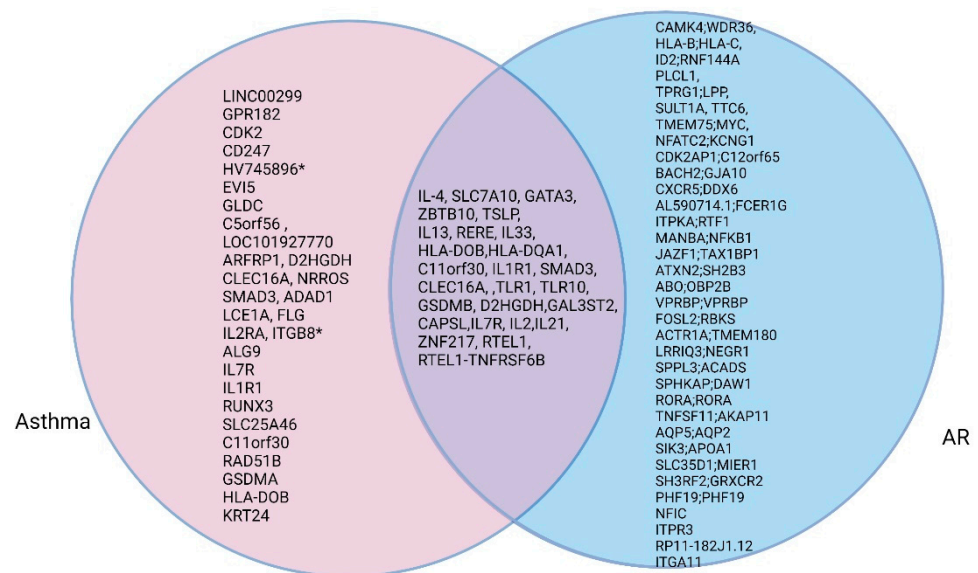 LINC00299
GPR182
CDK2
CD247
HV745896*
EVI5
GLDC
C5orf56 ,
LOC101927770
ARFRP1, D2HGDH
CLEC16A, NRROS
SMAD3, ADAD1
LCE1A, FLG
IL2RA, ITGB8*
ALG9
IL7R
IL1R1
RUNX3
SLC25A46
C11orf30
RAD51B
GSDMA
HLA-DOB
KRT24
Asthma
IL-4, SLC7A10, GATA3,
ZBTB10, TSLP,
IL13, RERE, IL33,
HLA-DOB,HLA-DQA1,
C11orf30, IL1R1, SMAD3,
CLEC16A, ,TLR1, TLR10,
GSDMB, D2HGDH,GAL3ST2,
CAPSL,IL7R, IL2,IL21,
ZNF217, RTEL1,
RTEL1-TNFRSF6B
CAMK4;WDR36,
HLA-B;HLA-C,
ID2;RNF144A
PLCL1,
TPRG1;LPP,
SULT1A, TTC6,
TMEM75;MYC,
NFATC2;KCNG1
CDK2AP1;C12orf65
BACH2;GJA10
CXCR5;DDX6
AL590714.1;FCER1G
ITPKA;RTF1
MANBA;NFKB1
JAZF1;TAX1BP1
ATXN2;SH2B3
ABO;OBP2B
VPRBP;VPRBP
FOSL2;RBKS
ACTR1A;TMEM180
LRRIQ3;NEGR1
SPPL3;ACADS
SPHKAP;DAW1
RORA;RORA
TNFSF11;AKAP11
AQP5;AQP2
SIK3;APOA1
SLC35D1;MIER1
SH3RF2;GRXCR2
PHF19;PHF19
NFIC
ITPR3
RP11-182J1.12
ITGA11
AR